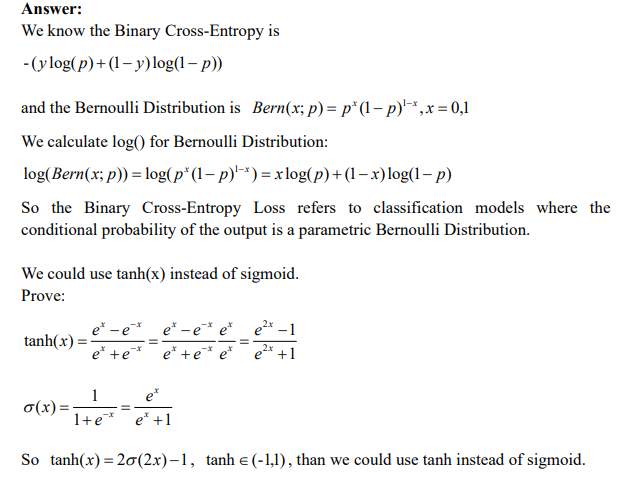 Answer:
We know the Binary Cross-Entropy is
-(y log(p)+(1−y)log(1−p))
and the Bernoulli Distribution is Bern(x; p) = p^x (1−p)^{1−x}, x = 0,1
We calculate log() for Bernoulli Distribution:
log(Bern(x; p)) = log(p^x (1−p)^{1−x}) = x log(p)+(1−x)log(1−p)
So the Binary Cross-Entropy Loss refers to classification models where the
conditional probability of the output is a parametric Bernoulli Distribution.
We could use tanh(x) instead of sigmoid.
Prove:
tanh(x) = \frac{e^x − e^{−x}}{e^x + e^{−x}} = \frac{e^x − e^{−x}}{e^x + e^{−x}} \frac{e^x}{e^x} = \frac{e^{2x} − 1}{e^{2x} + 1}
σ(x) = \frac{1}{1+e^{−x}} = \frac{e^x}{e^x + 1}
So tanh(x) = 2σ(2x)−1, tanh ∈ (-1,1), than we could use tanh instead of sigmoid.